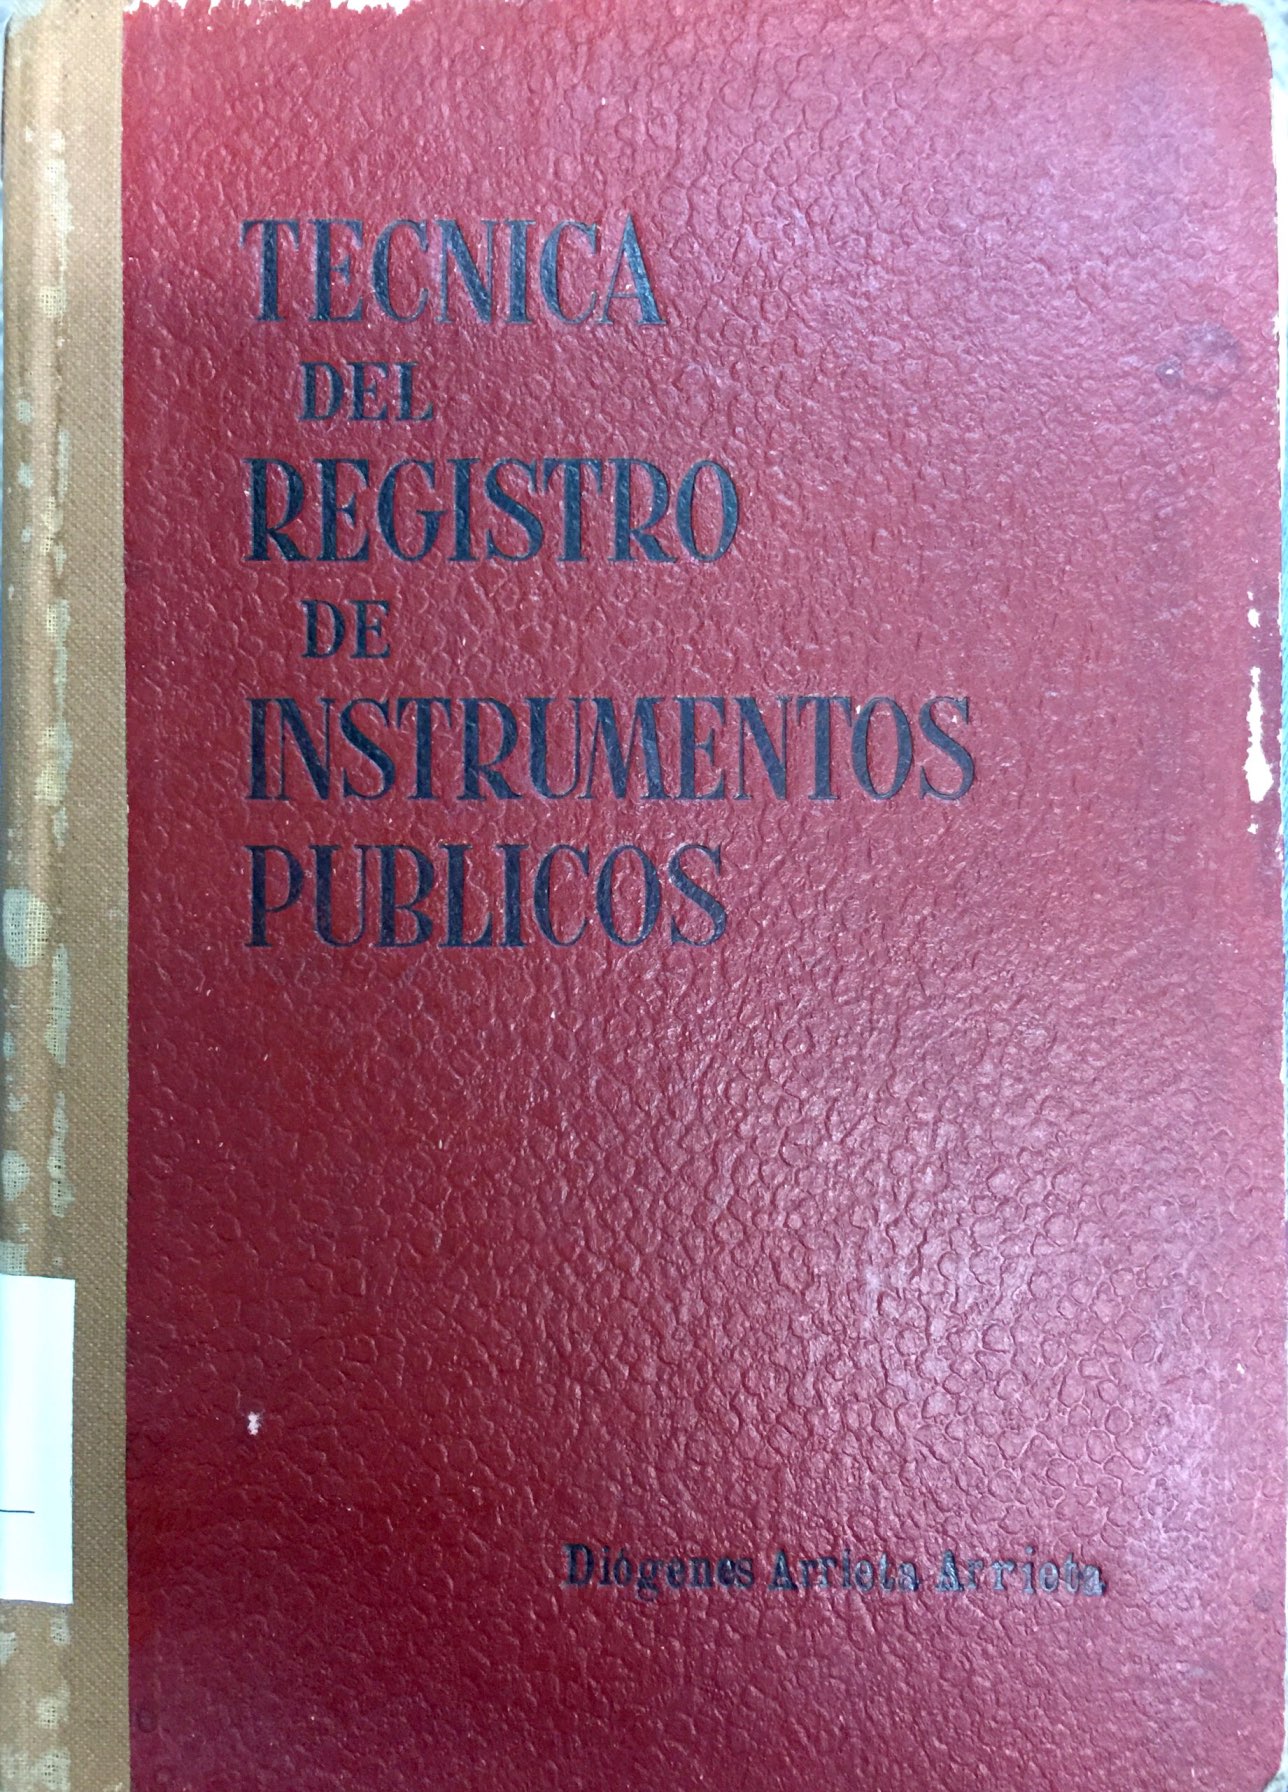 TECNICA
DEL
REGISTRO
DE
INSTRUMENTOS
PUBLICOS
Diógenes Arrieta Arrieta